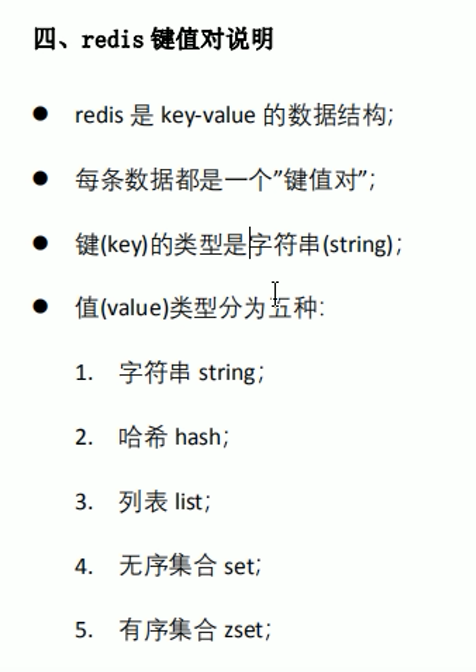 四、redis 键值对说明
● redis 是 key-value 的数据结构；
● 每条数据都是一个”键值对”；
● 键(key)的类型是字符串(string)；
● 值(value)类型分为五种：
1. 字符串 string；
2. 哈希 hash；
3. 列表 list；
4. 无序集合 set；
5. 有序集合 zset；